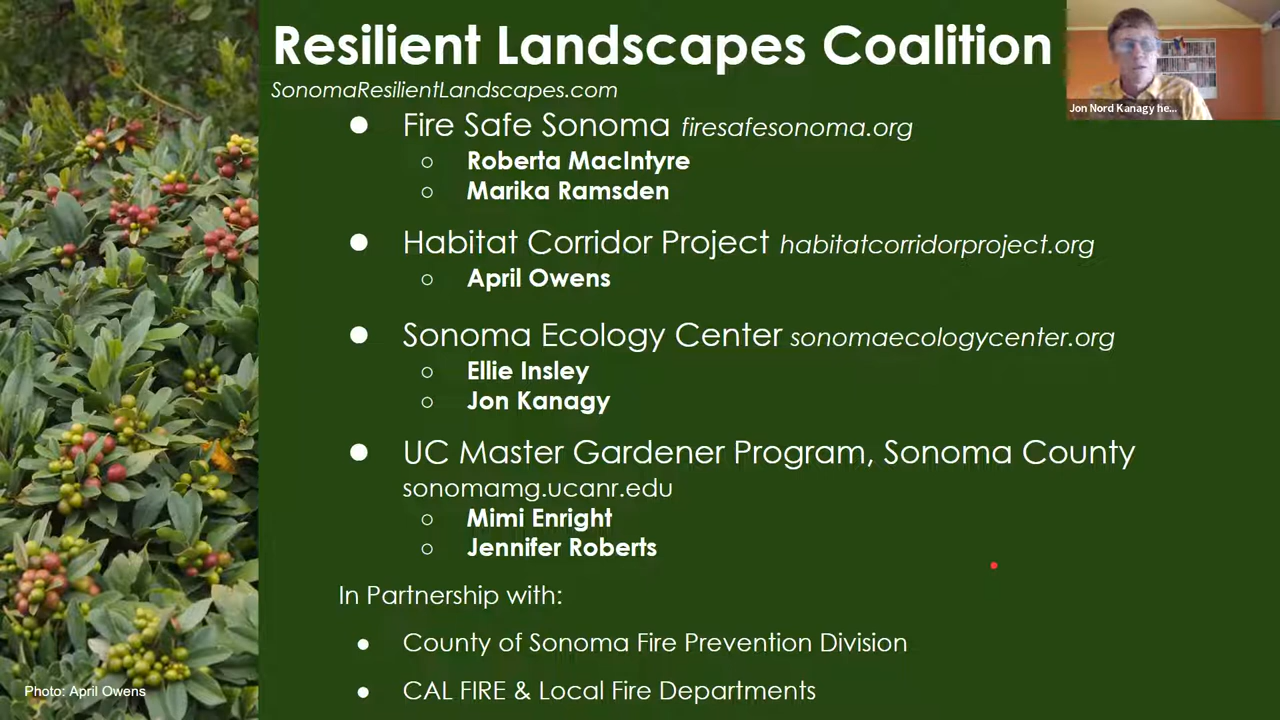 Resilient Landscapes Coalition
SonomaResilientLandscapes.com
Jon Nord Kanagy he...
● Fire Safe Sonoma firesafesonoma.org
○ Roberta MacIntyre
○ Marika Ramsden
● Habitat Corridor Project habitatcorridorproject.org
○ April Owens
● Sonoma Ecology Center sonomaecologycenter.org
○ Ellie Insley
○ Jon Kanagy
● UC Master Gardener Program, Sonoma County
sonomamg.ucanr.edu
○ Mimi Enright
○ Jennifer Roberts
In Partnership with:
● County of Sonoma Fire Prevention Division
● CAL FIRE & Local Fire Departments
Photo: April Owens